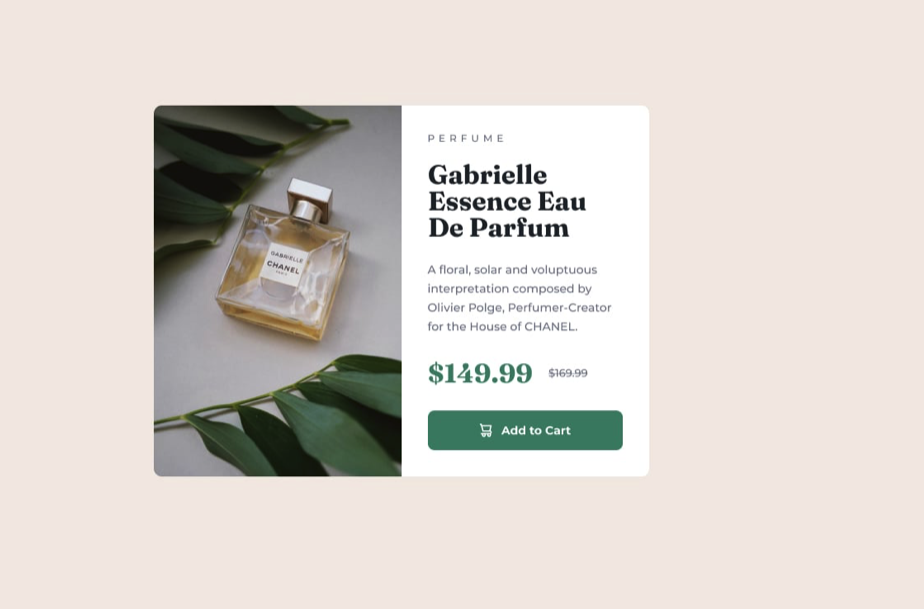 GABRIELLE
CHANEL
PARIS
PERFUME
Gabrielle
Essence Eau
De Parfum
A floral, solar and voluptuous
interpretation composed by
Olivier Polge, Perfumer-Creator
for the House of CHANEL.
$149.99 $169.99
Add to Cart